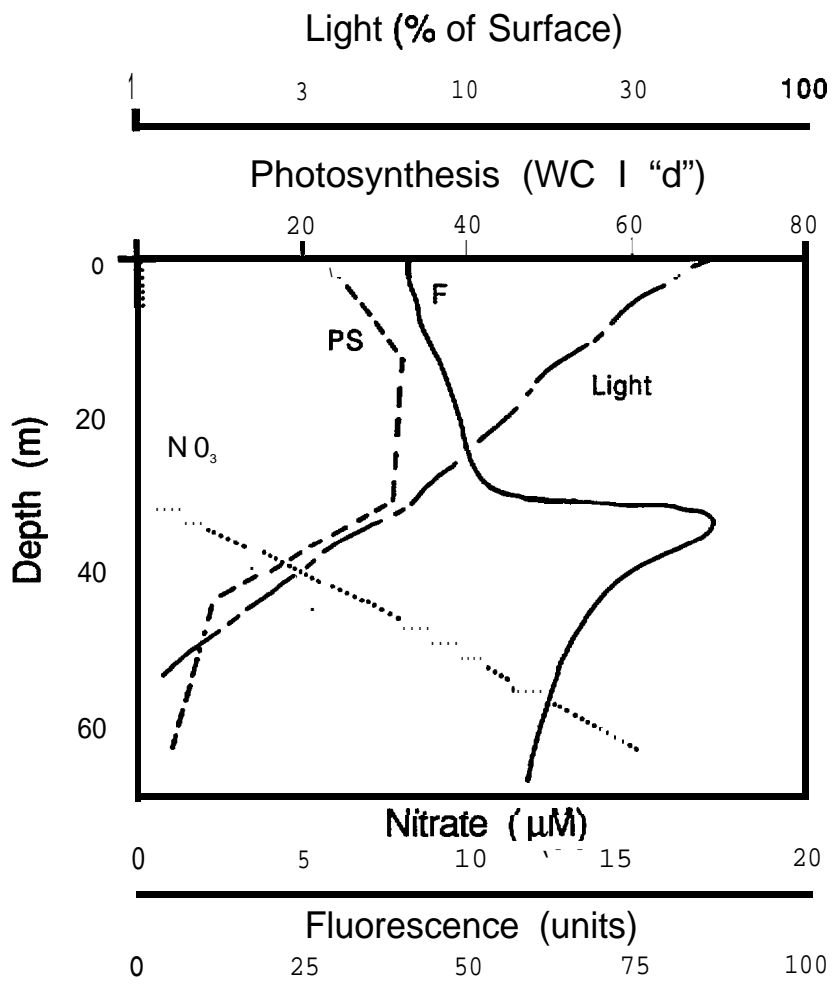 Light (% of Surface)
1 3 10 30 100
Photosynthesis (WC I “d”)
20 40 60 80
0
F
PS
Light
20
NO₃
Depth (m)
40
60
Nitrate (µM)
0 5 10 15 20
Fluorescence (units)
0 25 50 75 100